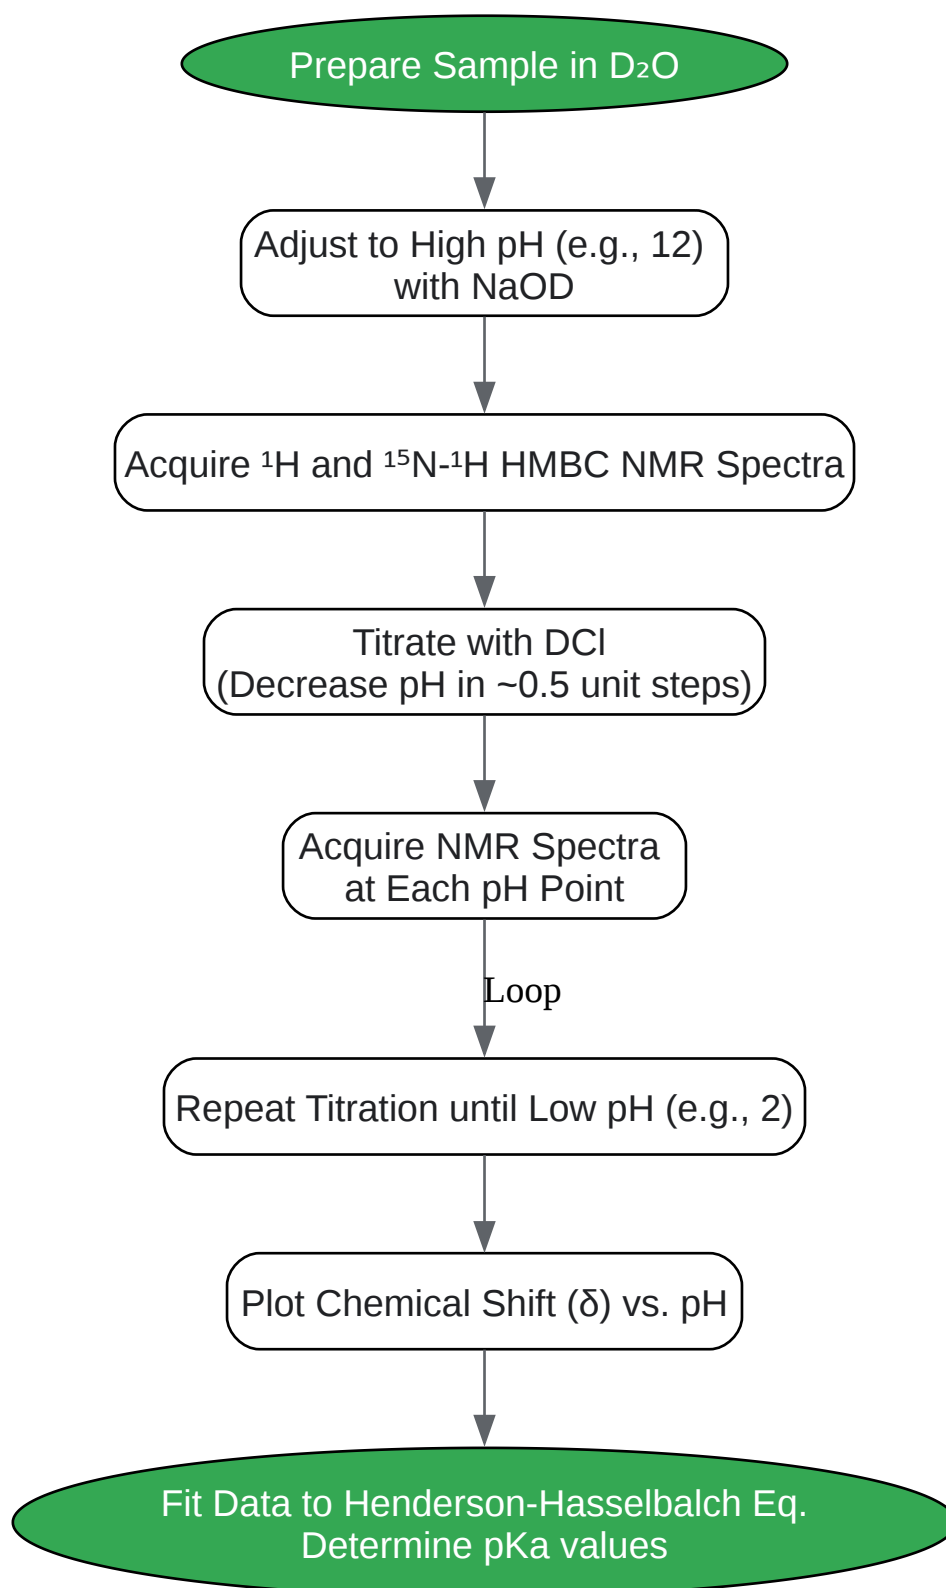 Prepare Sample in D₂O
Adjust to High pH (e.g., 12)
with NaOD
Acquire ¹H and ¹⁵N-¹H HMBC NMR Spectra
Titrate with DCl
(Decrease pH in ~0.5 unit steps)
Acquire NMR Spectra
at Each pH Point
Loop
Repeat Titration until Low pH (e.g., 2)
Plot Chemical Shift (δ) vs. pH
Fit Data to Henderson-Hasselbalch Eq.
Determine pKa values